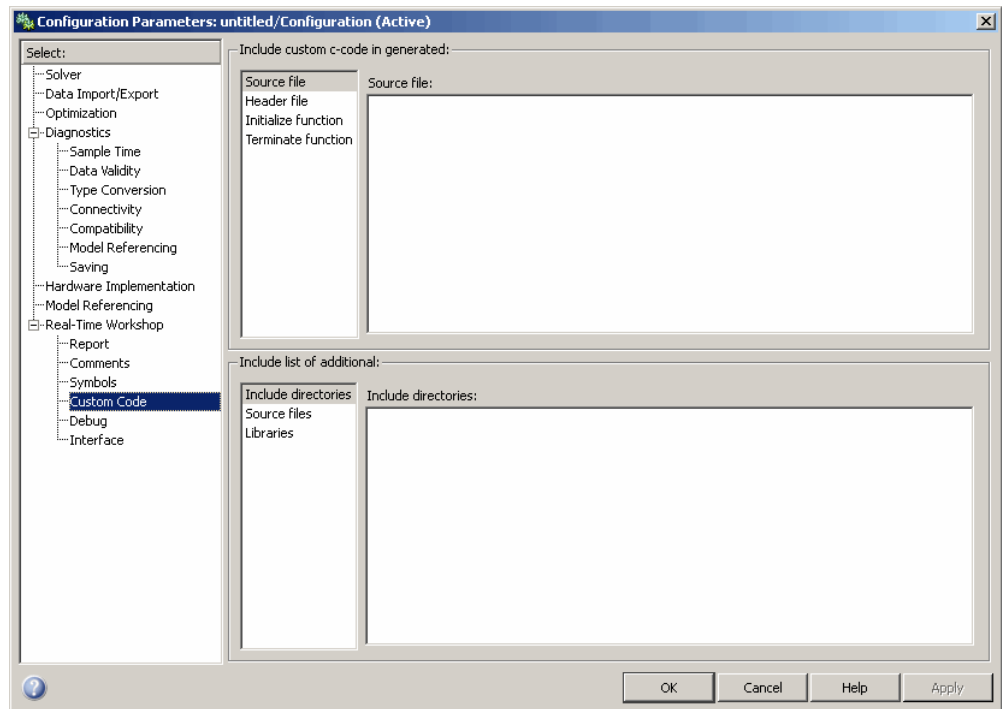 Configuration Parameters: untitled/Configuration (Active)
Select:
Solver
Data Import/Export
Optimization
Diagnostics
Sample Time
Data Validity
Type Conversion
Connectivity
Compatibility
Model Referencing
Saving
Hardware Implementation
Model Referencing
Real-Time Workshop
Report
Comments
Symbols
Custom Code
Debug
Interface
Include custom c-code in generated:
Source file
Header file
Initialize function
Terminate function
Source file:
Include list of additional:
Include directories
Source files
Libraries
Include directories:
OK
Cancel
Help
Apply